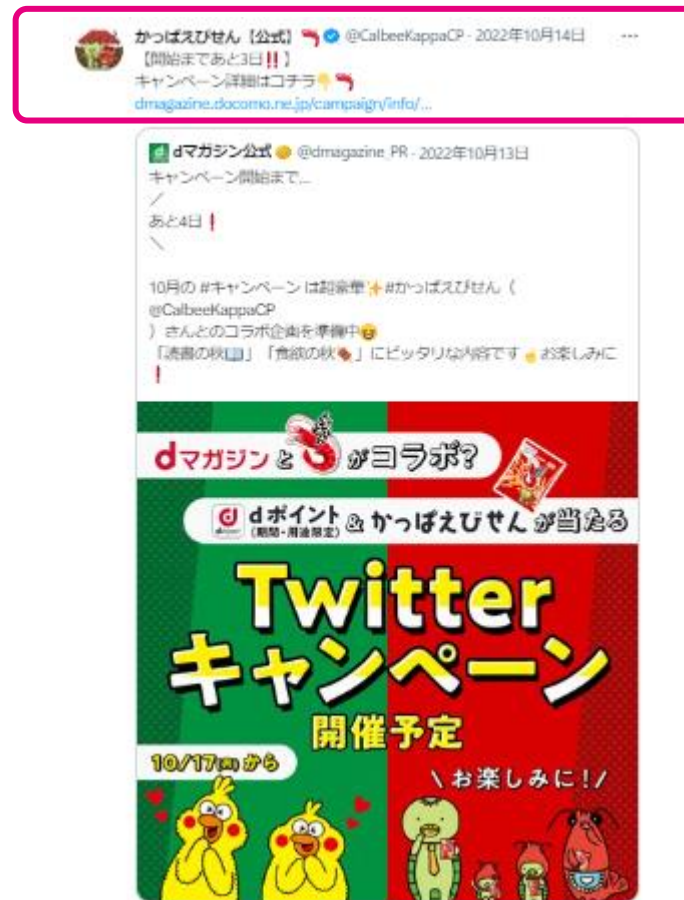 かっぱえびせん【公式】🦐 @CalbeeKappaCP · 2022年10月14日 ···
【開始まであと3日‼️】
キャンペーン詳細はコチラ👇🦐
dmagazine.docomo.ne.jp/campaign/info/...
dマガジン公式 @dmagazine_PR · 2022年10月13日
キャンペーン開始まで...
／
あと4日❗
＼
10月の #キャンペーン は超豪華✨#かっぱえびせん（
@CalbeeKappaCP
）さんとのコラボ企画を準備中
「読書の秋📖」「食欲の秋🍠」にピッタリな内容です☝お楽しみに
❗
dマガジンと がコラボ?
dポイント
(期間・用途限定)
&かっぱえびせんが当たる
Twitter
キャンペーン
開催予定
10/17(月)から
\お楽しみに!/